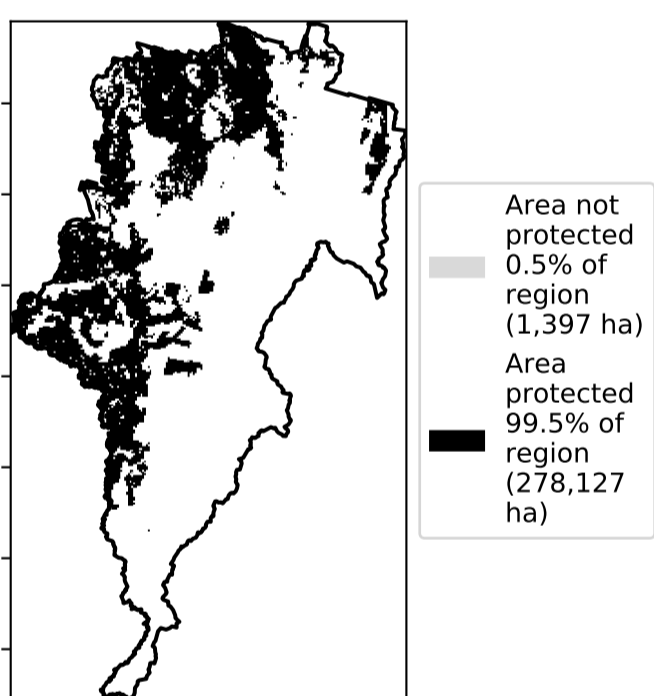 Area not
protected
0.5% of
region
(1,397 ha)
Area
protected
99.5% of
region
(278,127
ha)